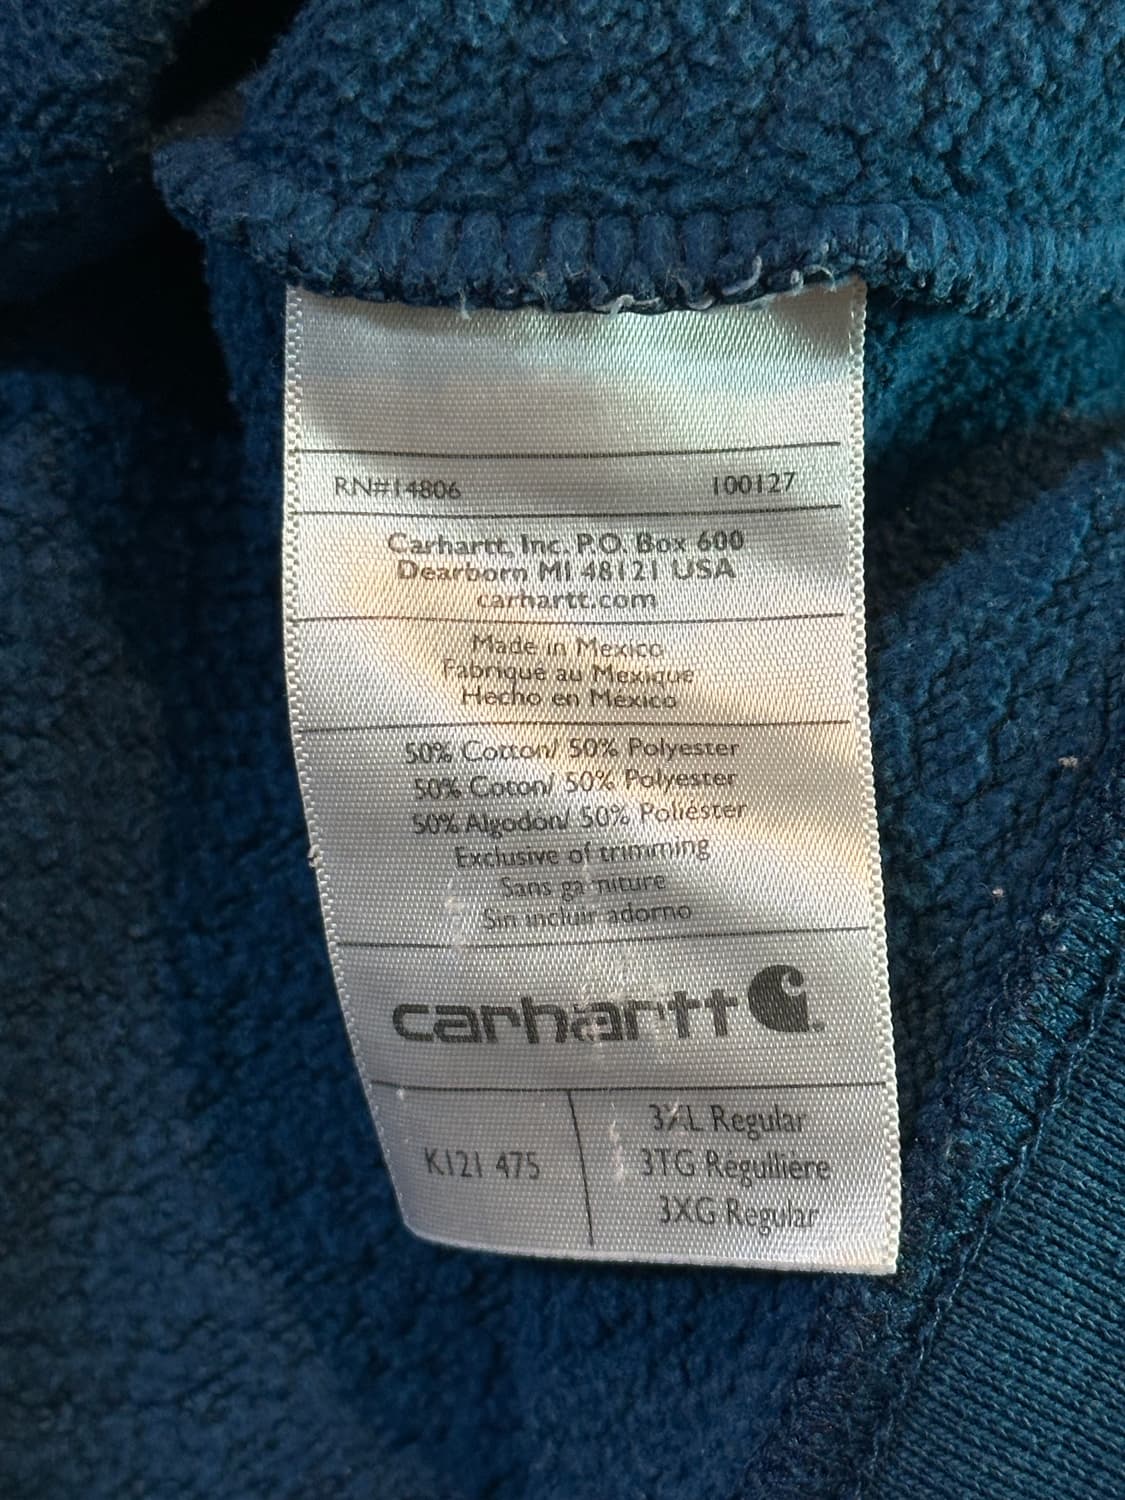 RN#14806 100127
Carhartt, Inc. P.O. Box 600
Dearborn MI 48121 USA
carhartt.com
Made in Mexico
Fabriqué au Mexique
Hecho en Mexico
50% Cotton/ 50% Polyester
50% Coton/ 50% Polyester
50% Algodón/ 50% Poliéster
Exclusive of trimming
Sans garniture
Sin incluir adorno
carhartt
K121 475
3XL Regular
3TG Régullière
3XG Regular